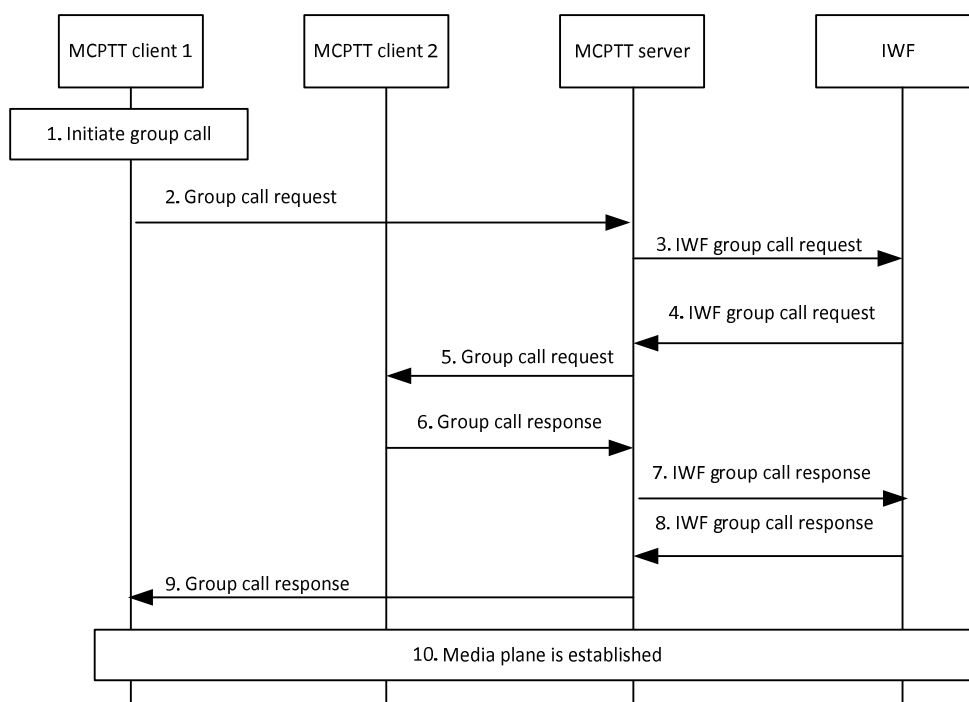 MCPTT client 1
MCPTT client 2
MCPTT server
IWF
1. Initiate group call
2. Group call request
3. IWF group call request
4. IWF group call request
5. Group call request
6. Group call response
7. IWF group call response
8. IWF group call response
9. Group call response
10. Media plane is established